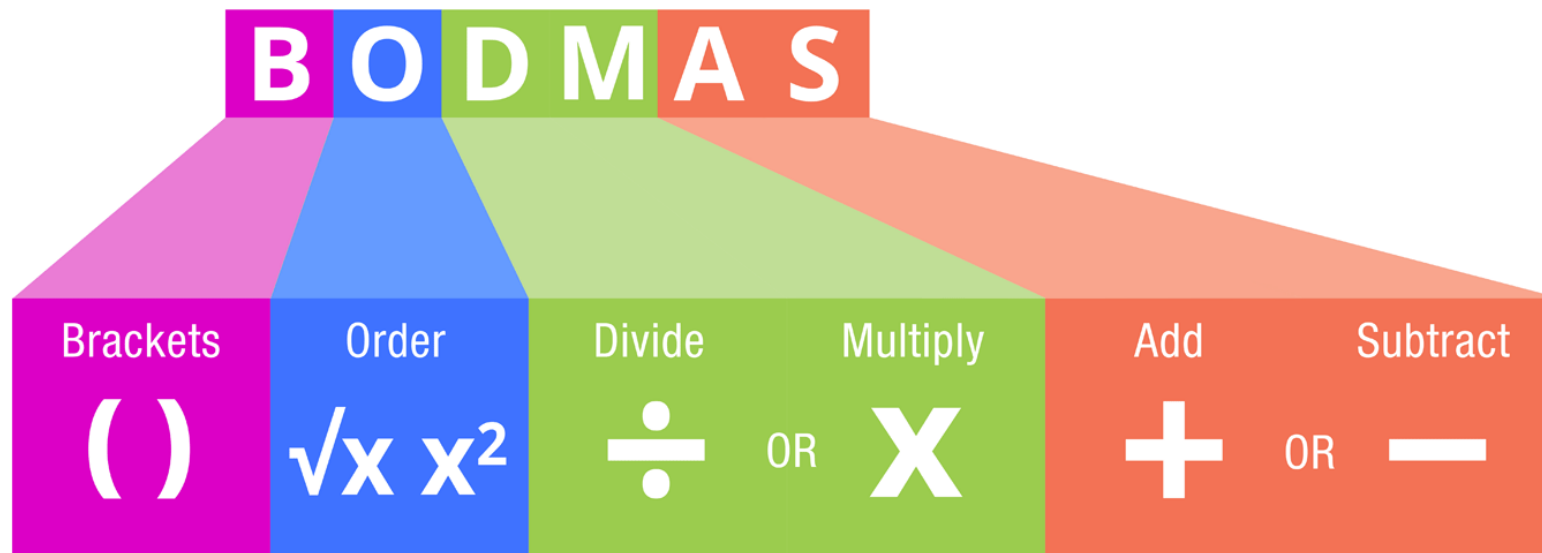 BODMAS
Brackets Order Divide Multiply Add Subtract
( ) √x x² ÷ OR x + OR −